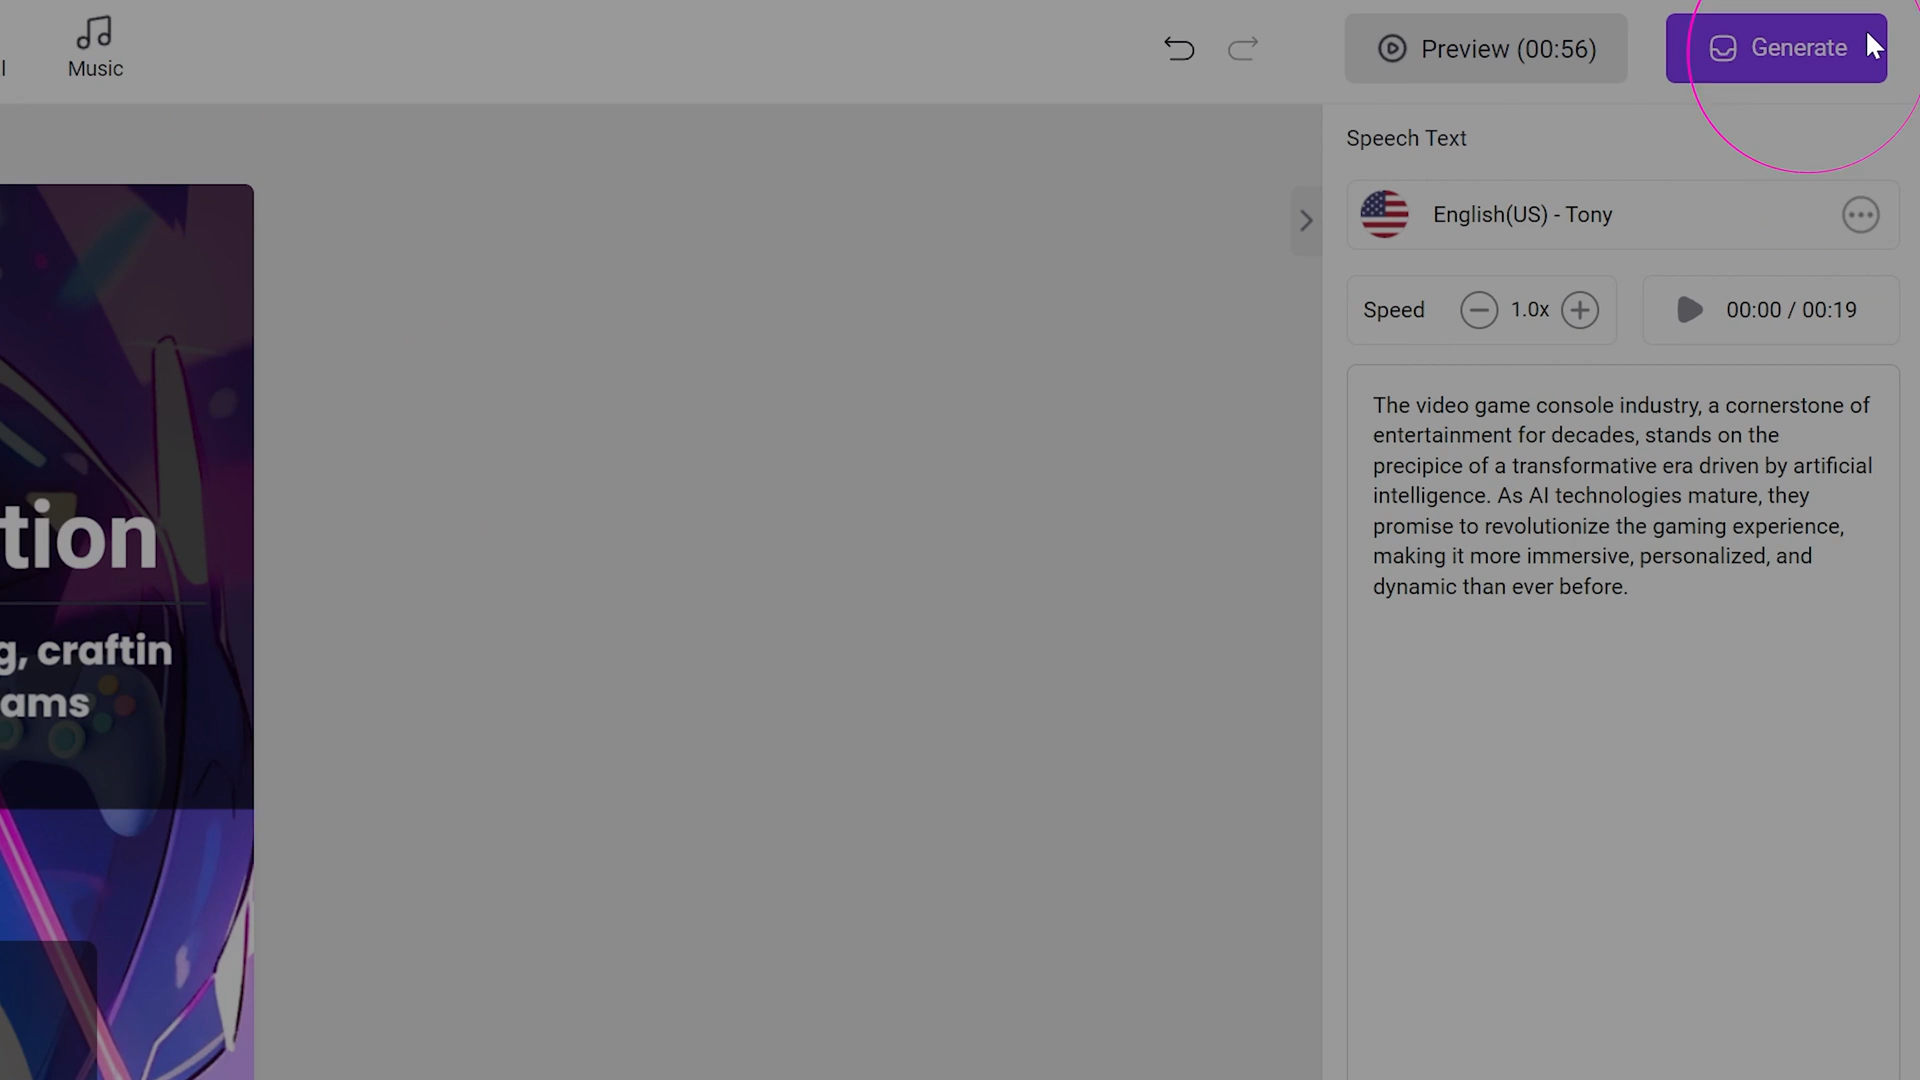 Music
Preview (00:56)
Generate
Speech Text
English(US) - Tony
Speed
1.0x
00:00 / 00:19
The video game console industry, a cornerstone of
entertainment for decades, stands on the
precipice of a transformative era driven by artificial
intelligence. As AI technologies mature, they
promise to revolutionize the gaming experience,
making it more immersive, personalized, and
dynamic than ever before.
tion
g, craftin
ams